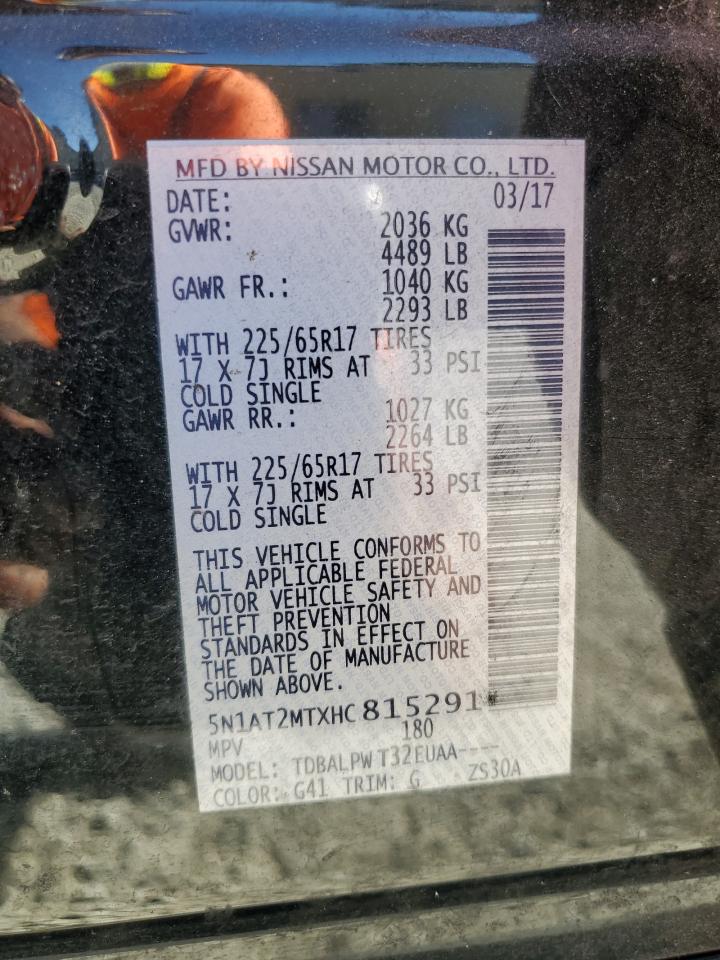 MFD BY NISSAN MOTOR CO., LTD.
DATE: 03/17
GVWR: 2036 KG
4489 LB
GAWR FR.: 1040 KG
2293 LB
WITH 225/65R17 TIRES
17 X 7J RIMS AT 33 PSI
COLD SINGLE
GAWR RR.: 1027 KG
2264 LB
WITH 225/65R17 TIRES
17 X 7J RIMS AT 33 PSI
COLD SINGLE
THIS VEHICLE CONFORMS TO
ALL APPLICABLE FEDERAL
MOTOR VEHICLE SAFETY AND
THEFT PREVENTION
STANDARDS IN EFFECT ON
THE DATE OF MANUFACTURE
SHOWN ABOVE.
5N1AT2MTXHC815291*
MPV 180
MODEL: TDBALPW T32EUAA----
COLOR: G41 TRIM: G ZS30A